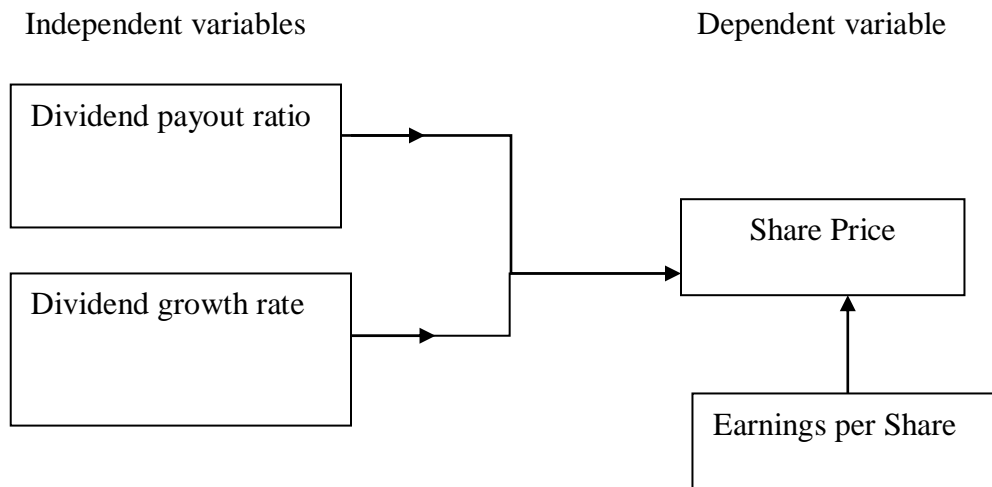 Independent variables
Dependent variable
Dividend payout ratio
Share Price
Dividend growth rate
Earnings per Share